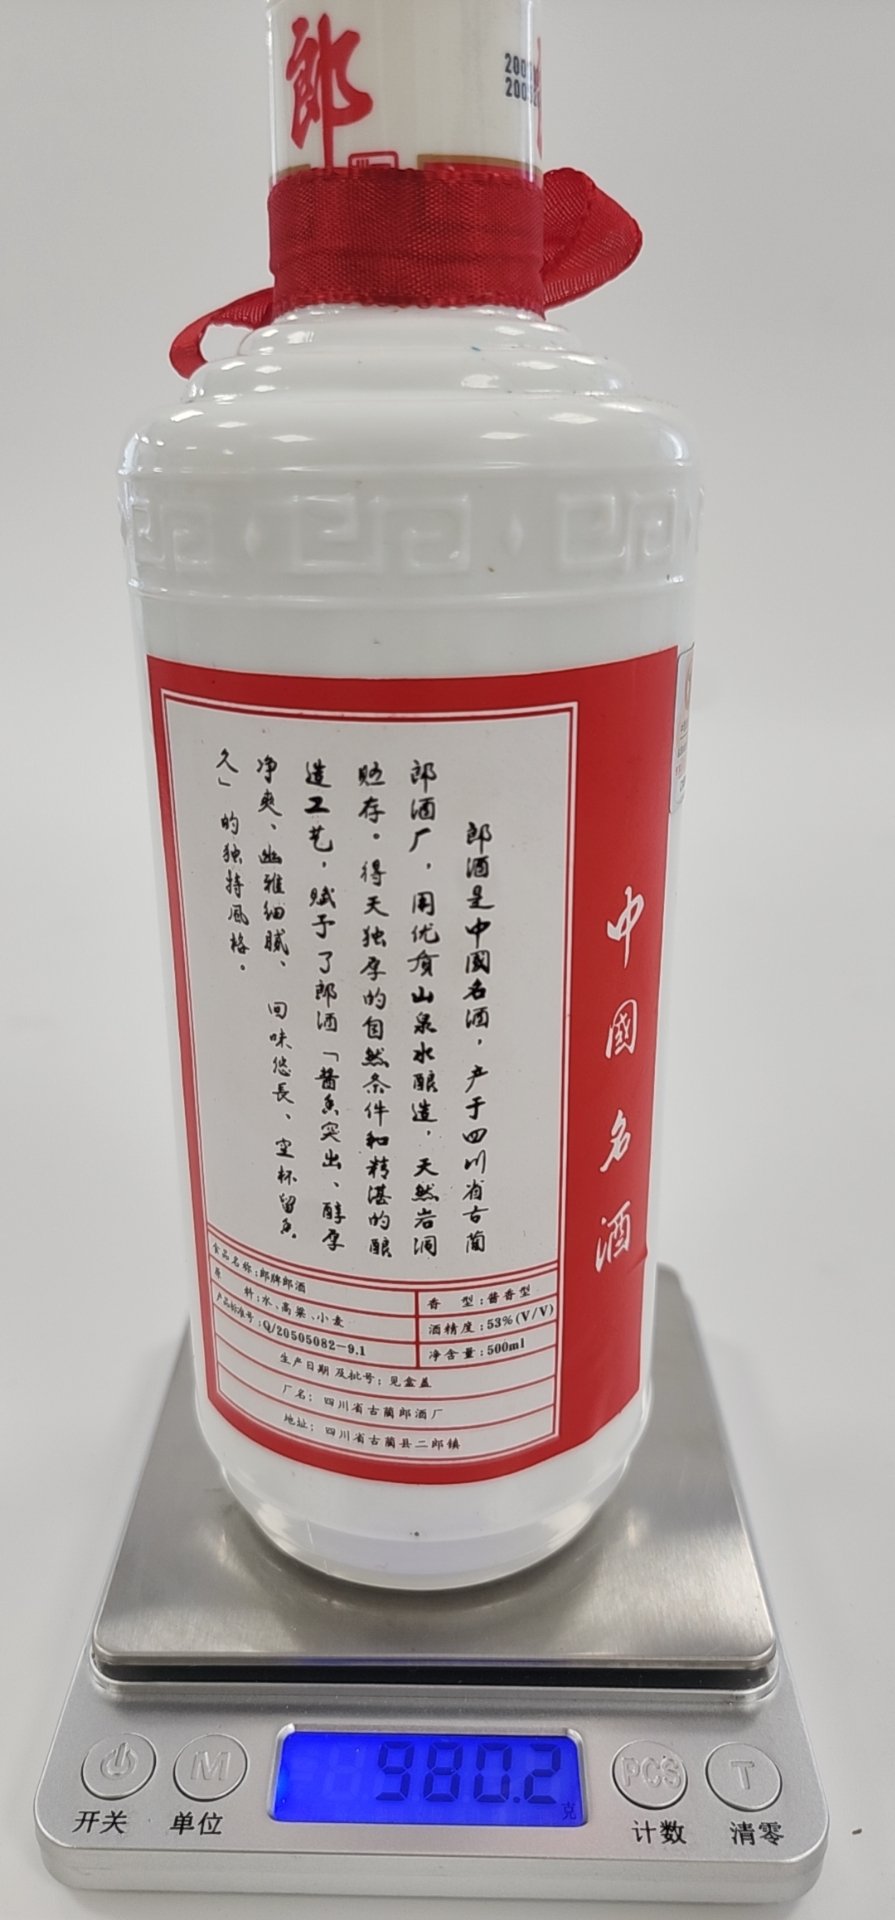 郎
郎酒是中國名酒，产于四川省古蔺
郎酒厂，用优质山泉水酿造，天然岩洞
贮存。得天独厚的自然条件和精湛的酿
造工艺，赋予了郎酒「酱香突出、醇厚
净爽、幽雅细腻、回味悠長、空杯留香
久」的独特风格。
中國名酒
食品名称：郎牌郎酒
原 料：水、高粱、小麦
产品标准号：Q/20505082-9.1
香 型：酱香型
酒精度：53%(V/V)
净含量：500ml
生产日期及批号：见盒盖
厂名：四川省古蔺郎酒厂
地址：四川省古蔺县二郎镇
980.2
克
M
PCS
T
开关
单位
计数
清零